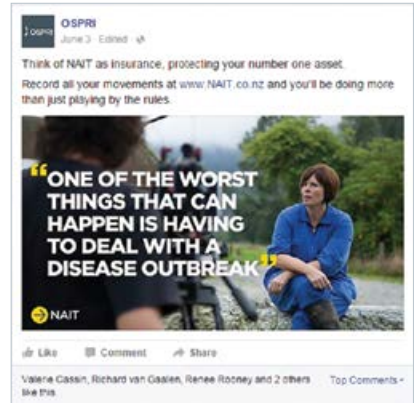 OSPRI
OSPRI
June 3 · Edited ·
Think of NAIT as insurance, protecting your number one asset.
Record all your movements at www.NAIT.co.nz and you'll be doing more
than just playing by the rules.
“ONE OF THE WORST
THINGS THAT CAN
HAPPEN IS HAVING
TO DEAL WITH A
DISEASE OUTBREAK”
NAIT
Like Comment Share
Valerie Cassin, Richard van Gaalen, Renee Rooney and 2 others Top Comments
like this.